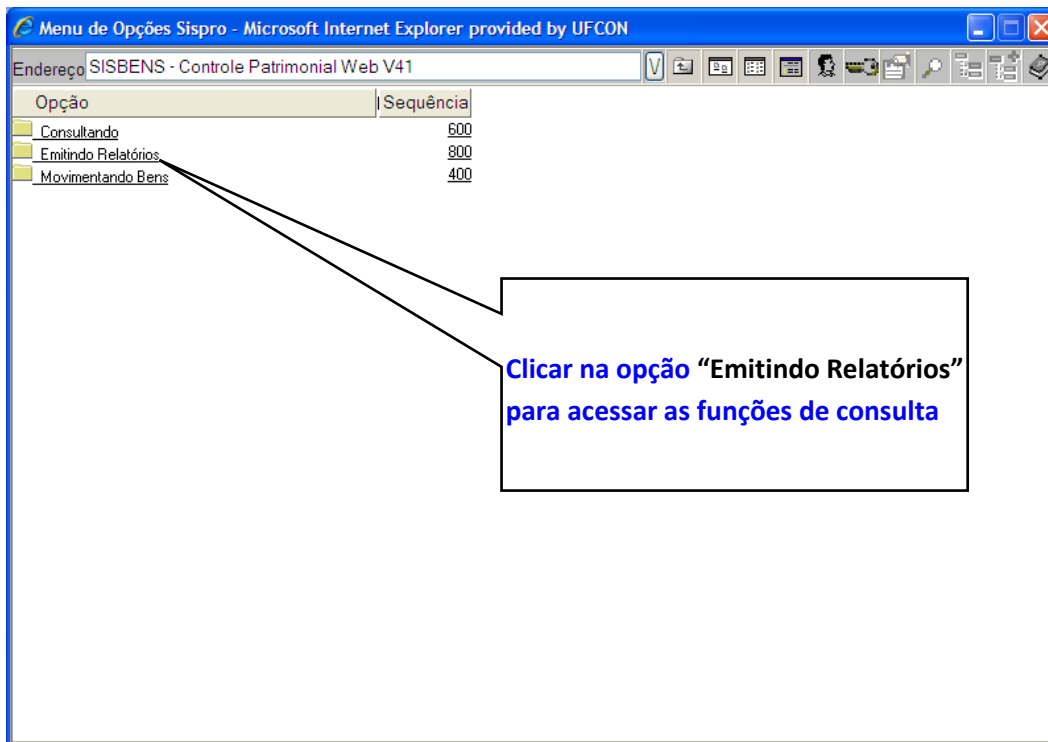 Menu de Opções Sispro - Microsoft Internet Explorer provided by UFCON
Endereço SISBENS - Controle Patrimonial Web V41 V
Opção Sequência
Consultando 600
Emitindo Relatórios 800
Movimentando Bens 400
Clicar na opção “Emitindo Relatórios”
para acessar as funções de consulta